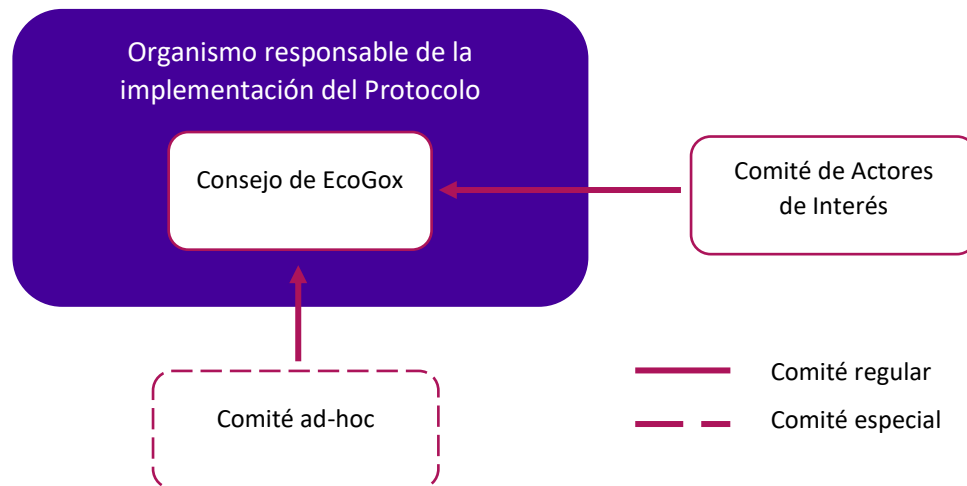 Organismo responsable de la
implementación del Protocolo
Consejo de EcoGox
Comité de Actores
de Interés
Comité ad-hoc
Comité regular
Comité especial